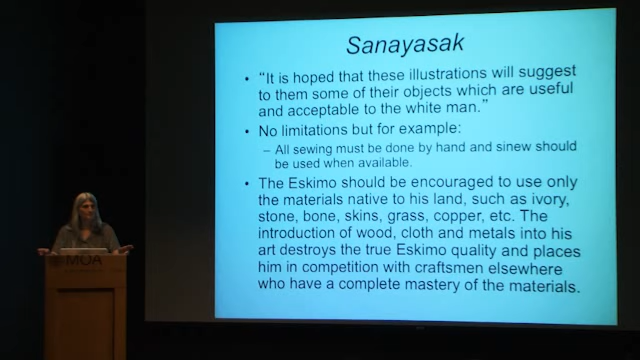 Sanayasak
• “It is hoped that these illustrations will suggest
to them some of their objects which are useful
and acceptable to the white man.”
• No limitations but for example:
– All sewing must be done by hand and sinew should
be used when available.
• The Eskimo should be encouraged to use only
the materials native to his land, such as ivory,
stone, bone, skins, grass, copper, etc. The
introduction of wood, cloth and metals into his
art destroys the true Eskimo quality and places
him in competition with craftsmen elsewhere
who have a complete mastery of the materials.
MOA